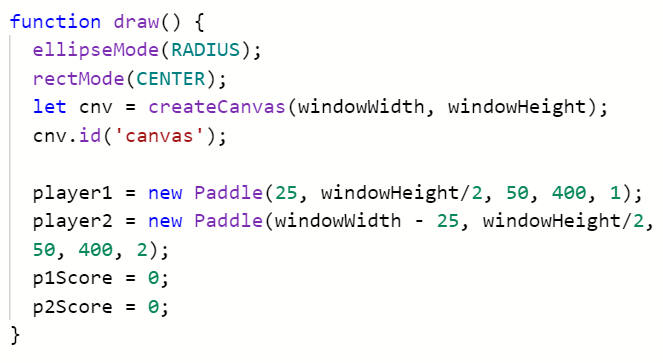 function draw() {
  ellipseMode(RADIUS);
  rectMode(CENTER);
  let cnv = createCanvas(windowWidth, windowHeight);
  cnv.id('canvas');

  player1 = new Paddle(25, windowHeight/2, 50, 400, 1);
  player2 = new Paddle(windowWidth - 25, windowHeight/2,
  50, 400, 2);
  p1Score = 0;
  p2Score = 0;
}